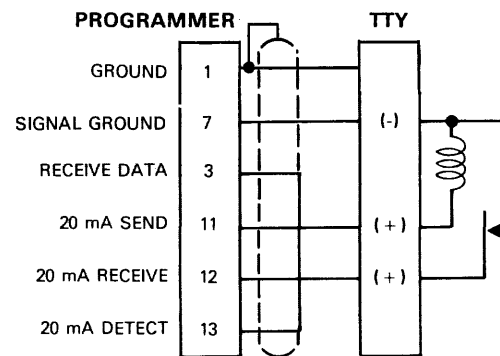 PROGRAMMER TTY
GROUND 1
SIGNAL GROUND 7 (-)
RECEIVE DATA 3
20 mA SEND 11 (+)
20 mA RECEIVE 12 (+)
20 mA DETECT 13